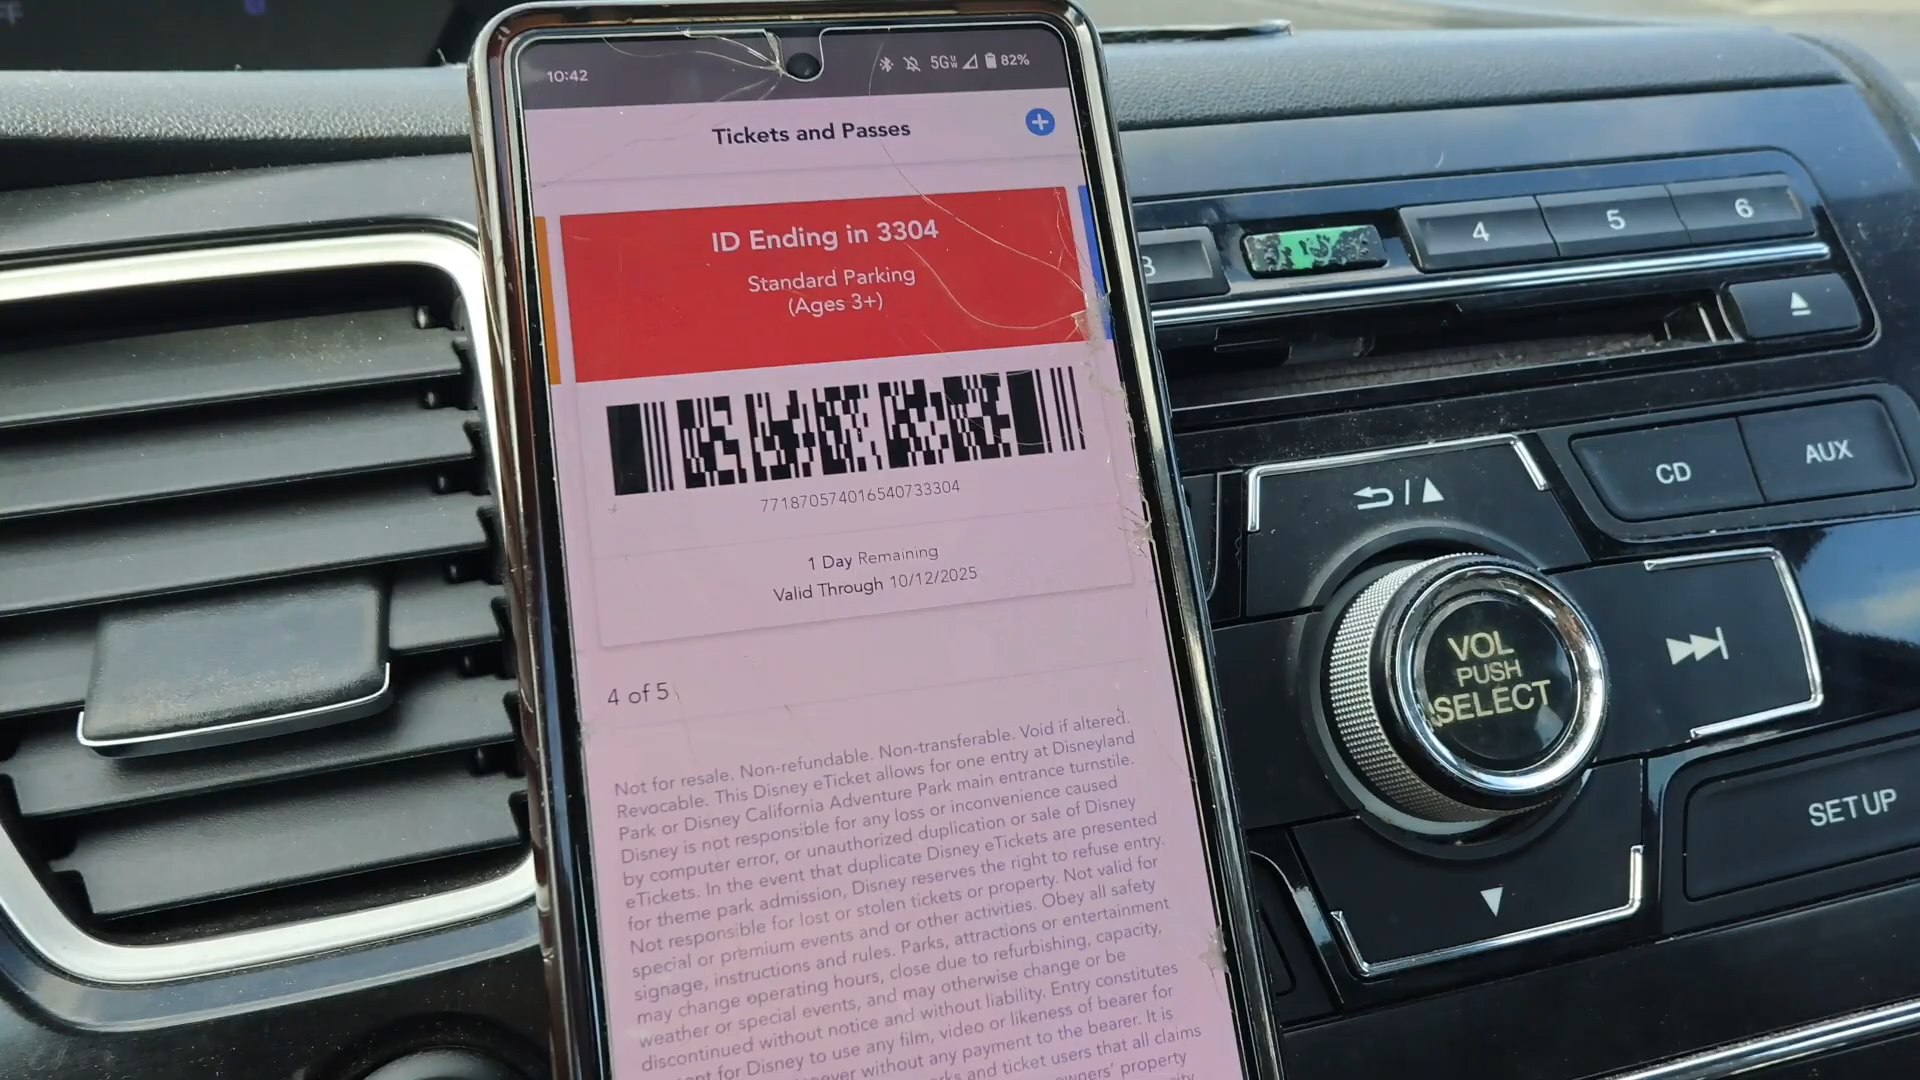 10:42
5G UW
82%
Tickets and Passes
ID Ending in 3304
Standard Parking
(Ages 3+)
771870574016540733304
1 Day Remaining
Valid Through 10/12/2025
4 of 5
Not for resale. Non-refundable. Non-transferable. Void if altered.
Revocable. This Disney eTicket allows for one entry at Disneyland
Park or Disney California Adventure Park main entrance turnstile.
Disney is not responsible for any loss or inconvenience caused
by computer error, or unauthorized duplication or sale of Disney
eTickets. In the event that duplicate Disney eTickets are presented
for theme park admission, Disney reserves the right to refuse entry.
Not responsible for lost or stolen tickets or property. Not valid for
special or premium events and or other activities. Obey all safety
signage, instructions and rules. Parks, attractions or entertainment
may change operating hours, close due to refurbishing, capacity,
weather or special events, and may otherwise change or be
discontinued without notice and without liability. Entry constitutes
for Disney to use any film, video or likeness of bearer for
without any payment to the bearer. It is
and ticket users that all claims
property
3
4
5
6
CD
AUX
VOL
PUSH
SELECT
SETUP